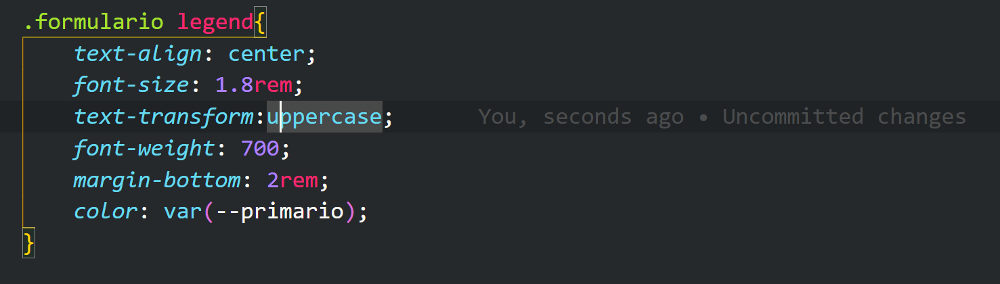 .formulario legend{
text-align: center;
font-size: 1.8rem;
text-transform:uppercase; You, seconds ago • Uncommitted changes
font-weight: 700;
margin-bottom: 2rem;
color: var(--primario);
}